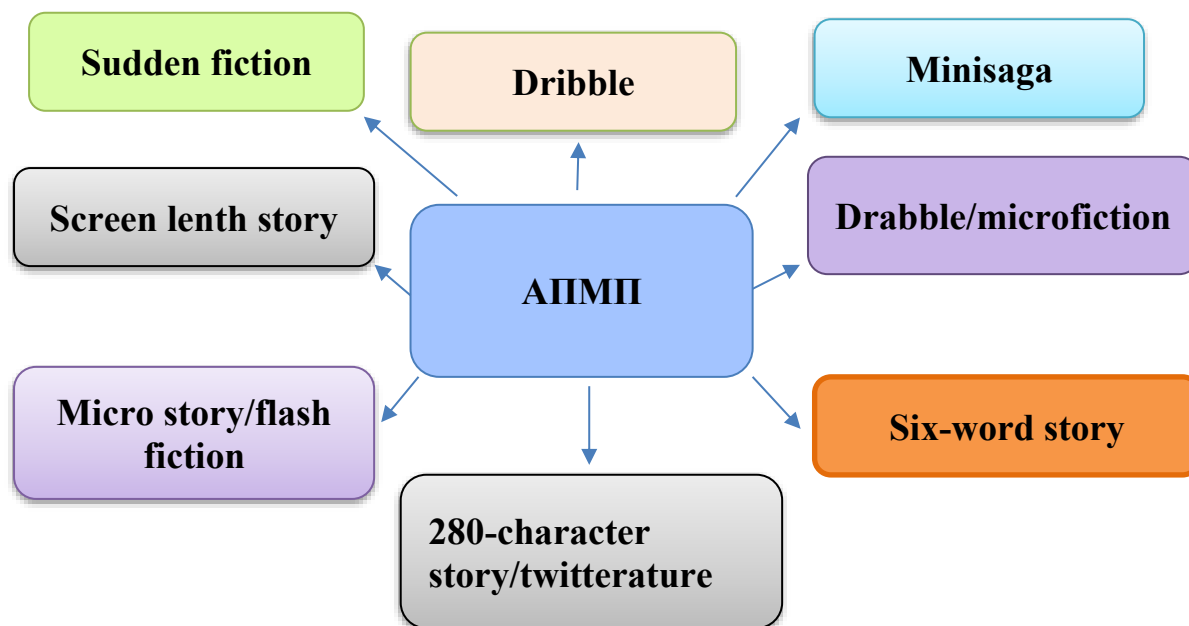 Sudden fiction
Dribble
Minisaga
Screen lenth story
Drabble/microfiction
АПМП
Micro story/flash
fiction
Six-word story
280-character
story/twitterature